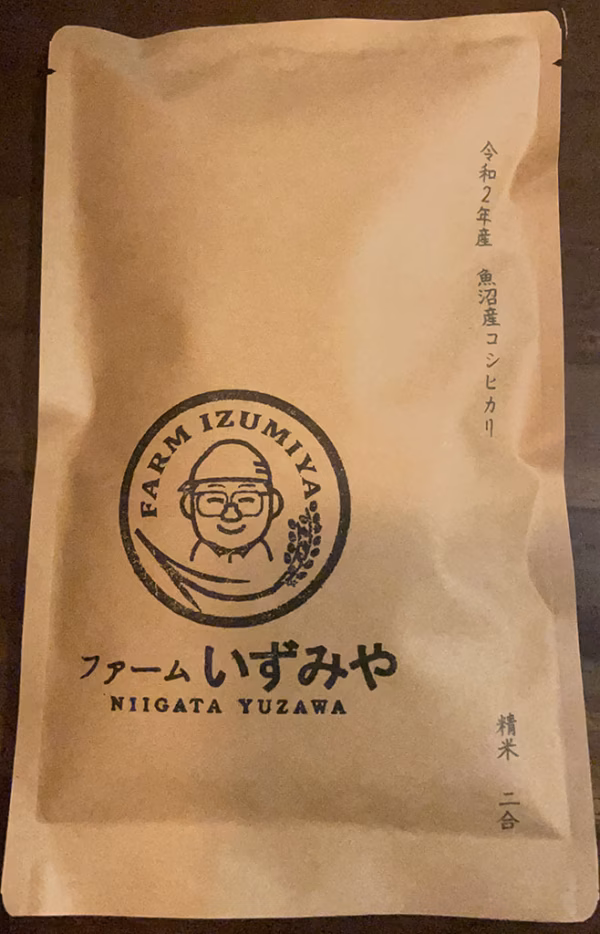 令和2年産 魚沼産コシヒカリ
FARM IZUMIYA
ファーム いずみや
NIIGATA YUZAWA
精米 二合